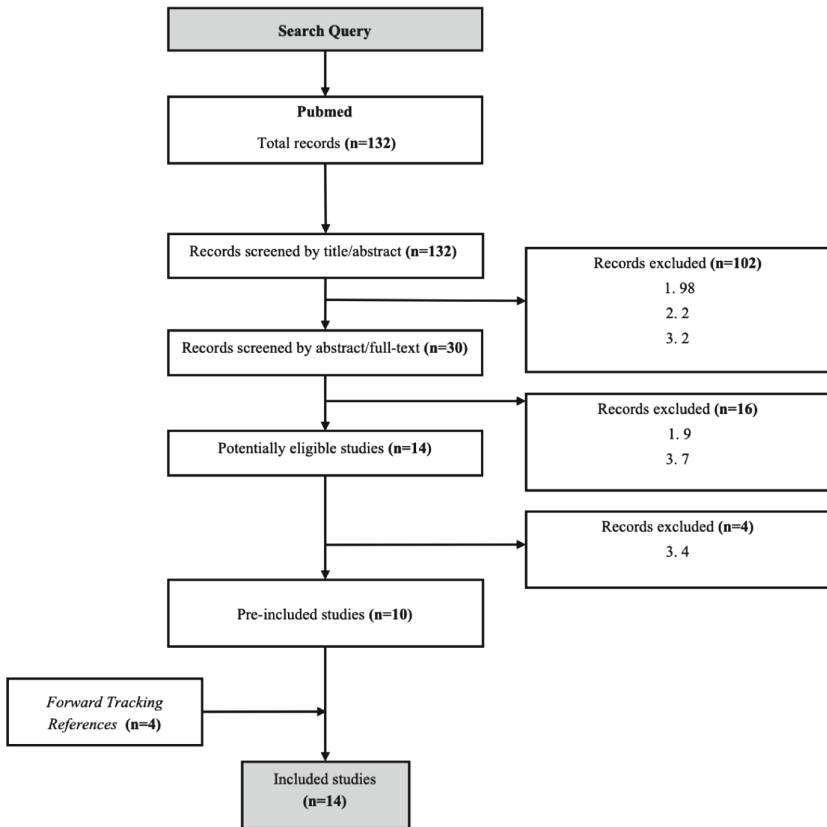 Search Query
Pubmed
Total records (n=132)
Records screened by title/abstract (n=132)
Records excluded (n=102)
1. 98
2. 2
3. 2
Records screened by abstract/full-text (n=30)
Records excluded (n=16)
1. 9
3. 7
Potentially eligible studies (n=14)
Records excluded (n=4)
3. 4
Pre-included studies (n=10)
Forward Tracking
References (n=4)
Included studies
(n=14)